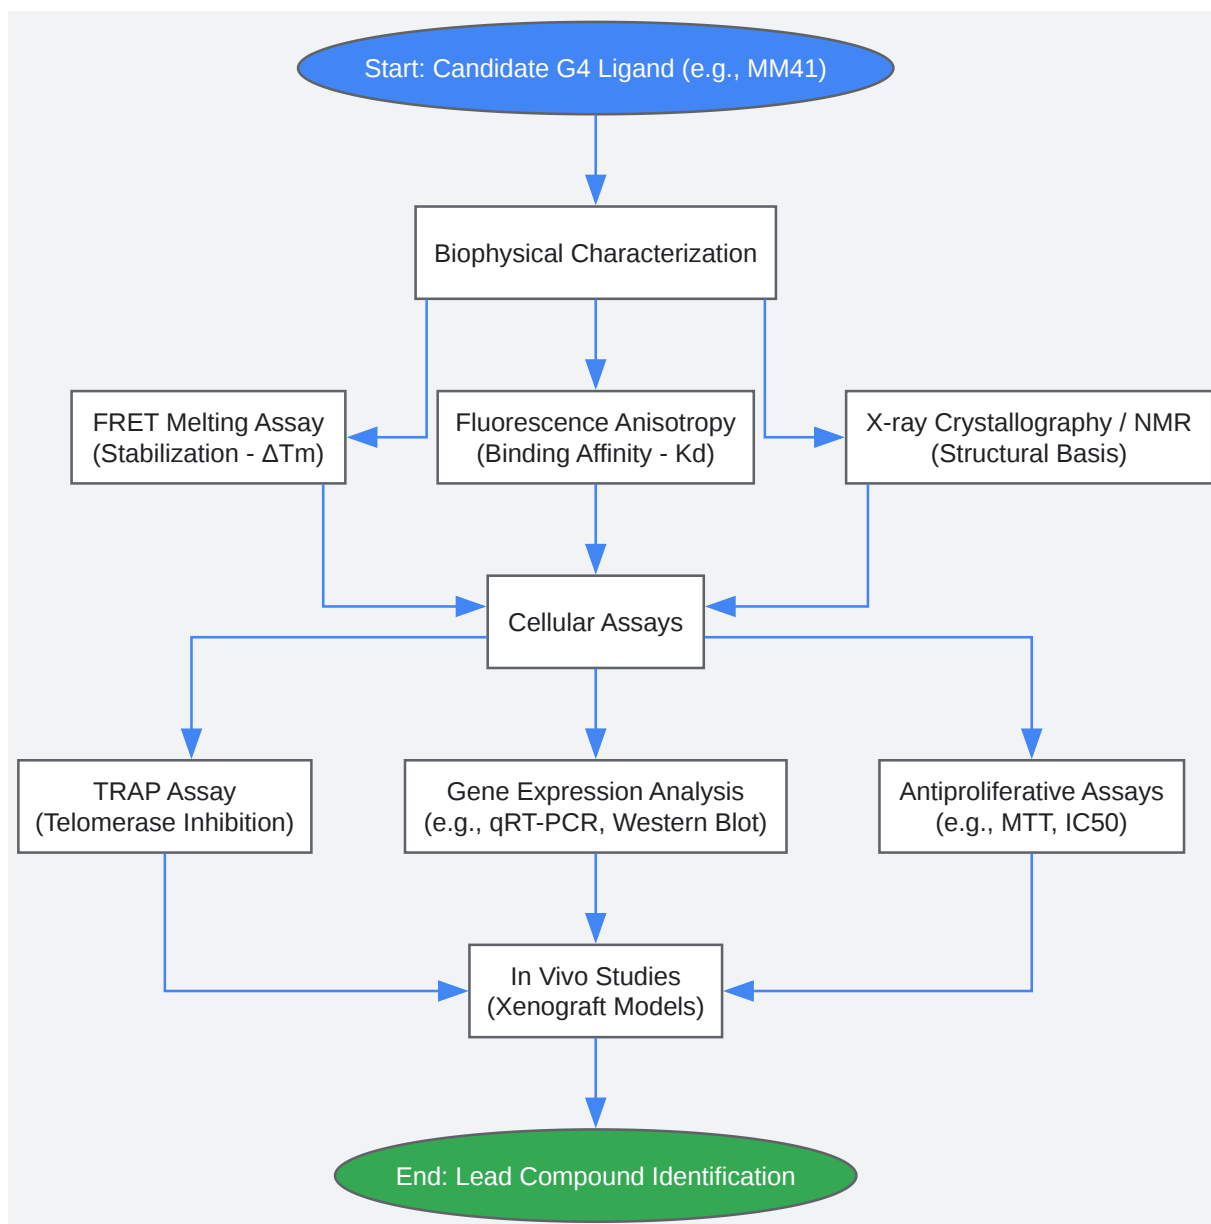 Start: Candidate G4 Ligand (e.g., MM41)
Biophysical Characterization
FRET Melting Assay
(Stabilization - ΔTm)
Fluorescence Anisotropy
(Binding Affinity - Kd)
X-ray Crystallography / NMR
(Structural Basis)
Cellular Assays
TRAP Assay
(Telomerase Inhibition)
Gene Expression Analysis
(e.g., qRT-PCR, Western Blot)
Antiproliferative Assays
(e.g., MTT, IC50)
In Vivo Studies
(Xenograft Models)
End: Lead Compound Identification